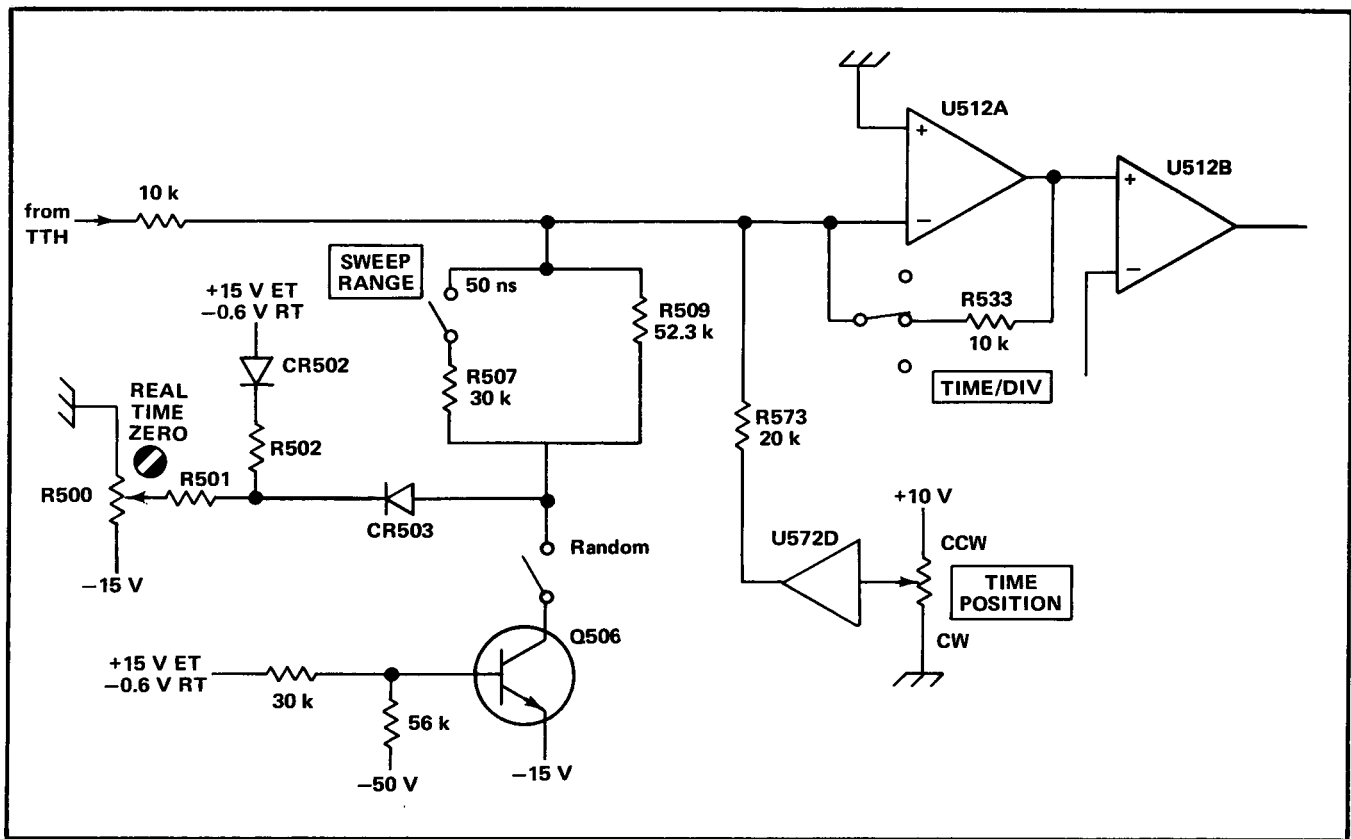 U512A
+
−
U512B
+
−
10 k
from
TTH
SWEEP
RANGE
50 ns
R509
52.3 k
R507
30 k
R533
10 k
TIME/DIV
+15 V ET
−0.6 V RT
CR502
REAL
TIME
ZERO
R502
R500
R501
CR503
−15 V
Random
R573
20 k
+10 V
U572D
CCW
TIME
POSITION
CW
Q506
+15 V ET
−0.6 V RT
30 k
56 k
−50 V
−15 V